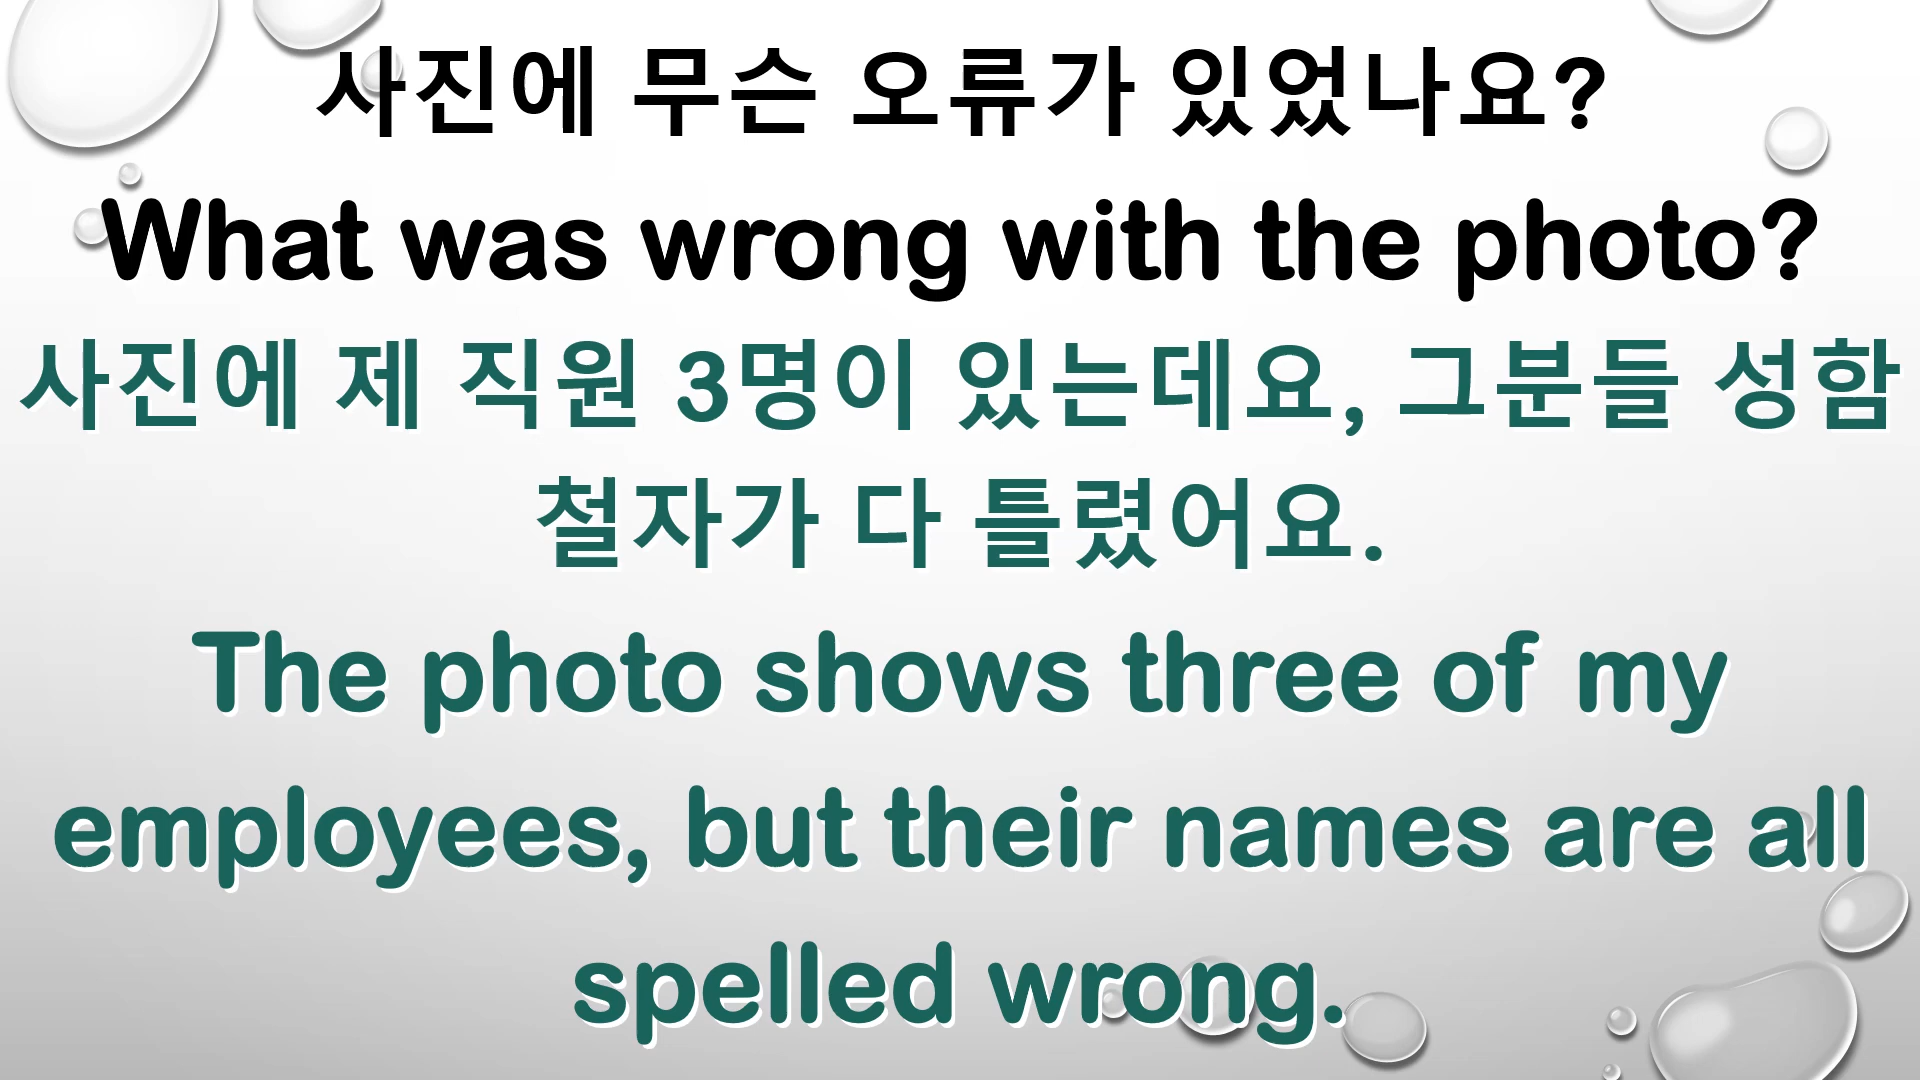 사진에 무슨 오류가 있었나요?
What was wrong with the photo?
사진에 제 직원 3명이 있는데요, 그분들 성함
철자가 다 틀렸어요.
The photo shows three of my
employees, but their names are all
spelled wrong.